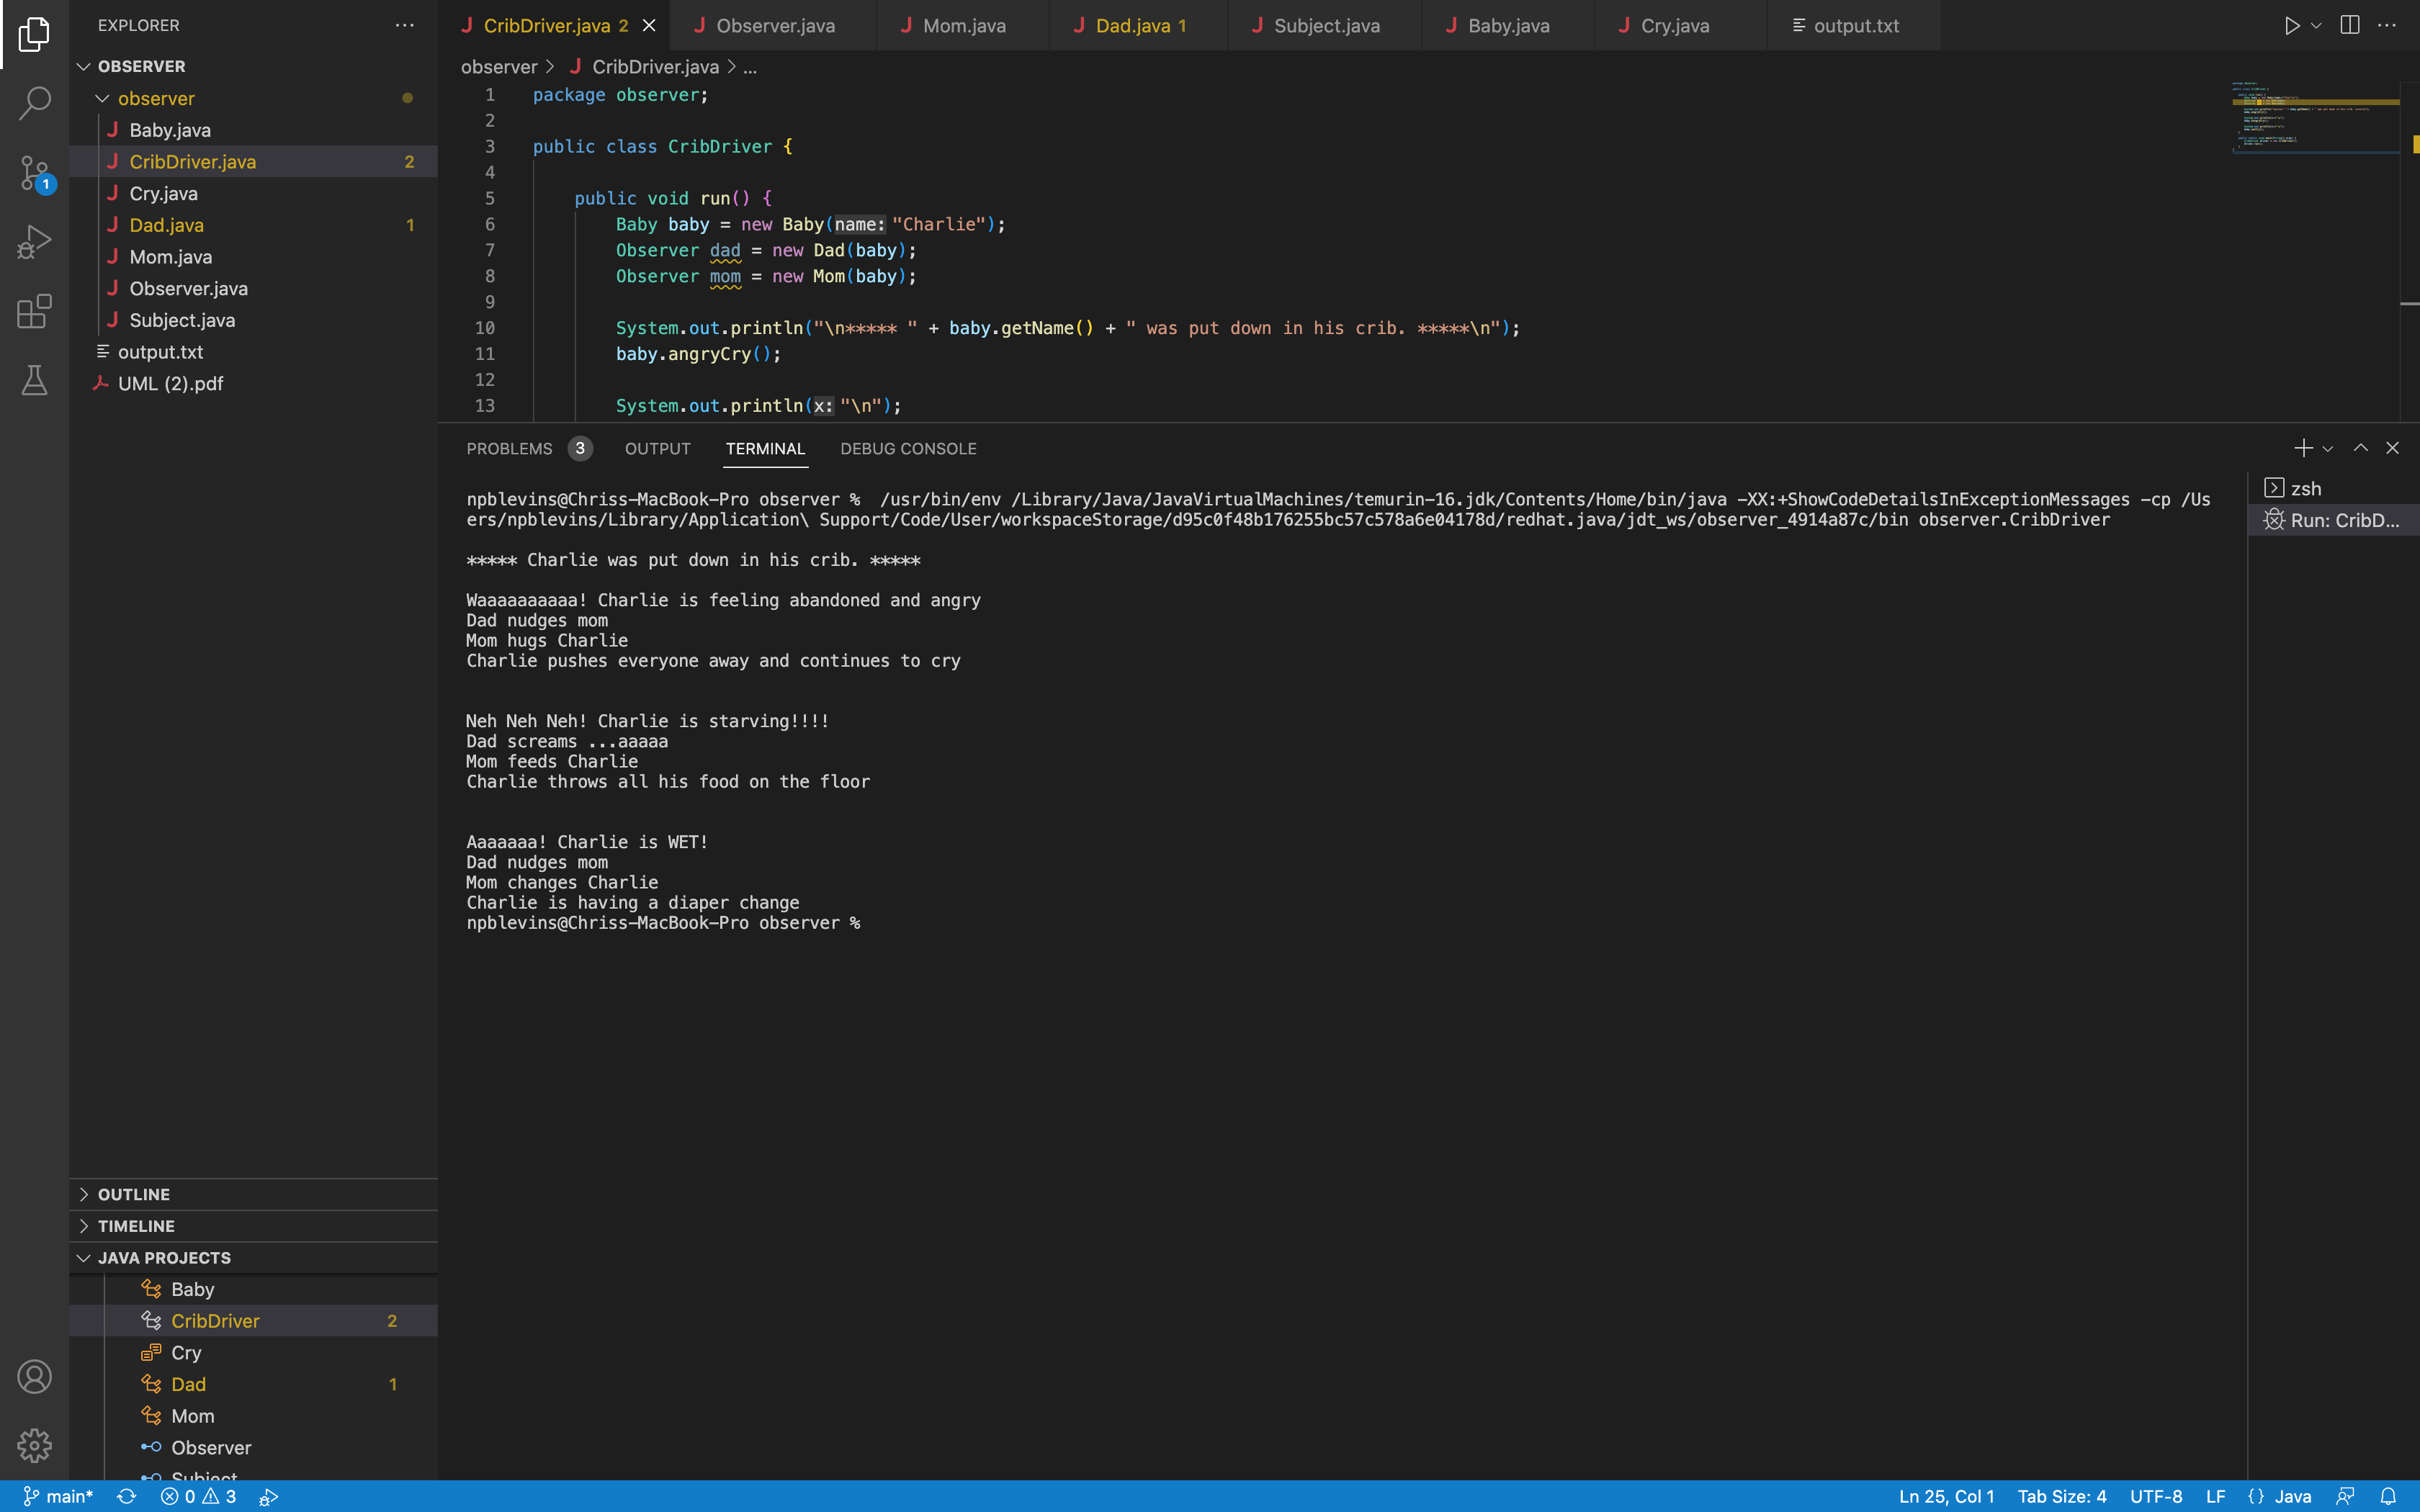 EXPLORER
OBSERVER
observer
Baby.java
CribDriver.java 2
Cry.java
Dad.java 1
Mom.java
Observer.java
Subject.java
output.txt
UML (2).pdf
1
OUTLINE
TIMELINE
JAVA PROJECTS
Baby
CribDriver 2
Cry
Dad 1
Mom
Observer
Subject
CribDriver.java 2 Observer.java Mom.java Dad.java 1 Subject.java Baby.java Cry.java output.txt
observer > CribDriver.java > ...
1 package observer;
2
3 public class CribDriver {
4
5 public void run() {
6 Baby baby = new Baby(name: "Charlie");
7 Observer dad = new Dad(baby);
8 Observer mom = new Mom(baby);
9
10 System.out.println("\n***** " + baby.getName() + " was put down in his crib. *****\n");
11 baby.angryCry();
12
13 System.out.println(x: "\n");
PROBLEMS 3 OUTPUT TERMINAL DEBUG CONSOLE
npblevins@Chriss-MacBook-Pro observer % /usr/bin/env /Library/Java/JavaVirtualMachines/temurin-16.jdk/Contents/Home/bin/java -XX:+ShowCodeDetailsInExceptionMessages -cp /Us
ers/npblevins/Library/Application\ Support/Code/User/workspaceStorage/d95c0f48b176255bc57c578a6e04178d/redhat.java/jdt_ws/observer_4914a87c/bin observer.CribDriver
***** Charlie was put down in his crib. *****
Waaaaaaaaaa! Charlie is feeling abandoned and angry
Dad nudges mom
Mom hugs Charlie
Charlie pushes everyone away and continues to cry
Neh Neh Neh! Charlie is starving!!!!
Dad screams ...aaaaa
Mom feeds Charlie
Charlie throws all his food on the floor
Aaaaaaa! Charlie is WET!
Dad nudges mom
Mom changes Charlie
Charlie is having a diaper change
npblevins@Chriss-MacBook-Pro observer %
zsh
Run: CribD...
main* 0 3 Ln 25, Col 1 Tab Size: 4 UTF-8 LF {} Java